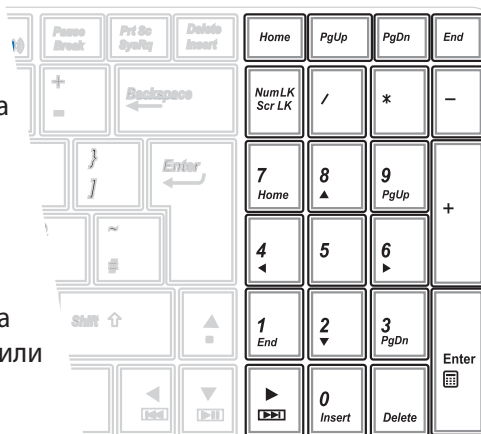 Pause Prt Sc Delete Home PgUp PgDn End
Break SysRq Insert
+ Backspace NumLK / * −
- Scr LK
а
} Enter 7 8 9 +
] Home ▲ PgUp
~ 4 5 6
# ◀ ▶
а
или
Shift ⇧ ▲ 1 2 3 Enter
End ▼ PgDn
◀ ▼ ▶ 0 Delete
Insert